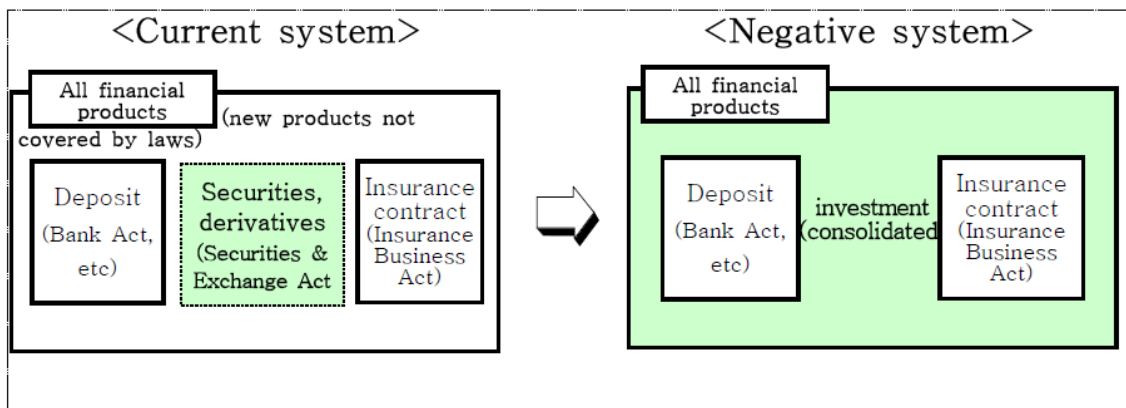 <Current system>
<Negative system>
All financial
products
(new products not
covered by laws)
Deposit
(Bank Act,
etc)
Securities,
derivatives
(Securities &
Exchange Act
Insurance
contract
(Insurance
Business
Act)
All financial
products
Deposit
(Bank Act,
etc)
investment
(consolidated
Insurance
contract
(Insurance
Business
Act)